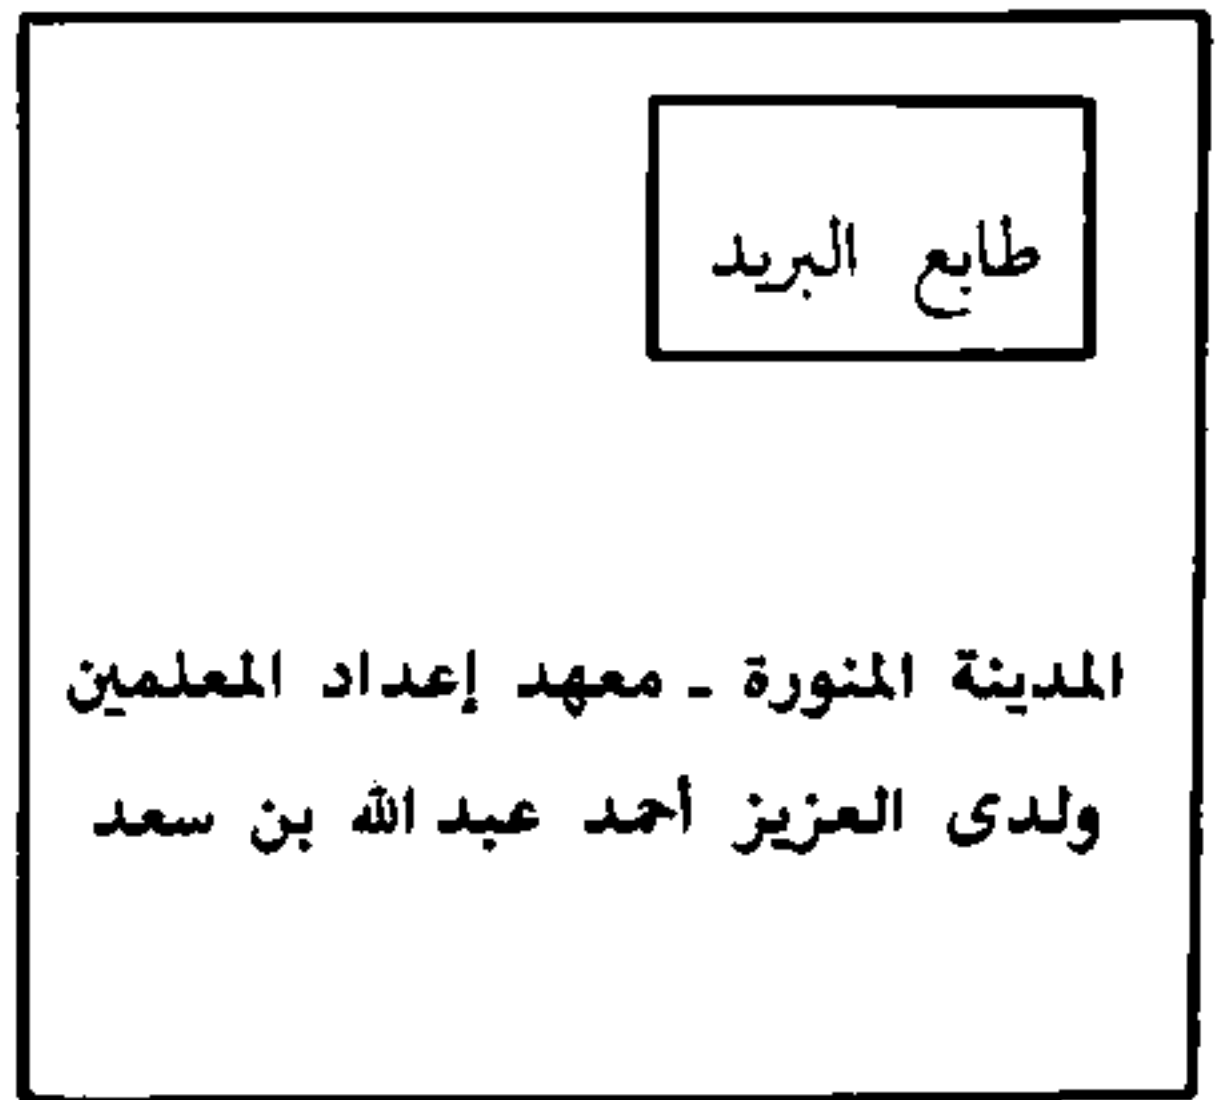 طابع البريد
المدينة المنورة - معهد إعداد المعلمين
ولدى العزيز أحمد عبد الله بن سعد